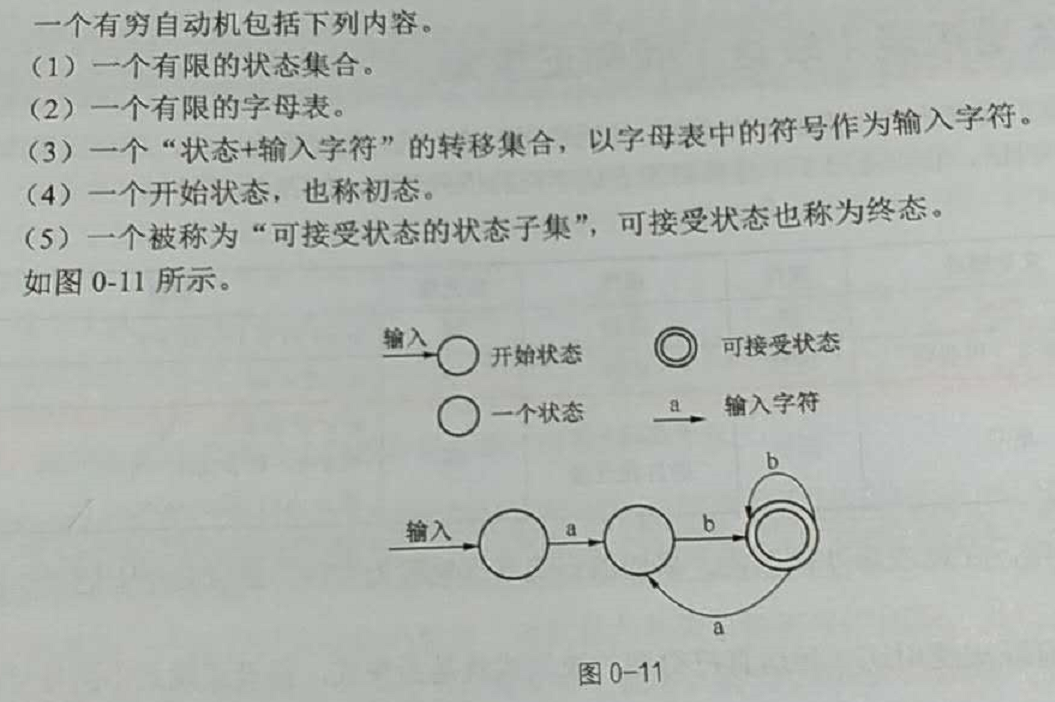 一个有穷自动机包括下列内容。
（1）一个有限的状态集合。
（2）一个有限的字母表。
（3）一个“状态+输入字符”的转移集合，以字母表中的符号作为输入字符。
（4）一个开始状态，也称初态。
（5）一个被称为“可接受状态的状态子集”，可接受状态也称为终态。
如图 0-11 所示。
输入 开始状态 可接受状态
一个状态 a 输入字符
b
输入 a b
a
图 0-11